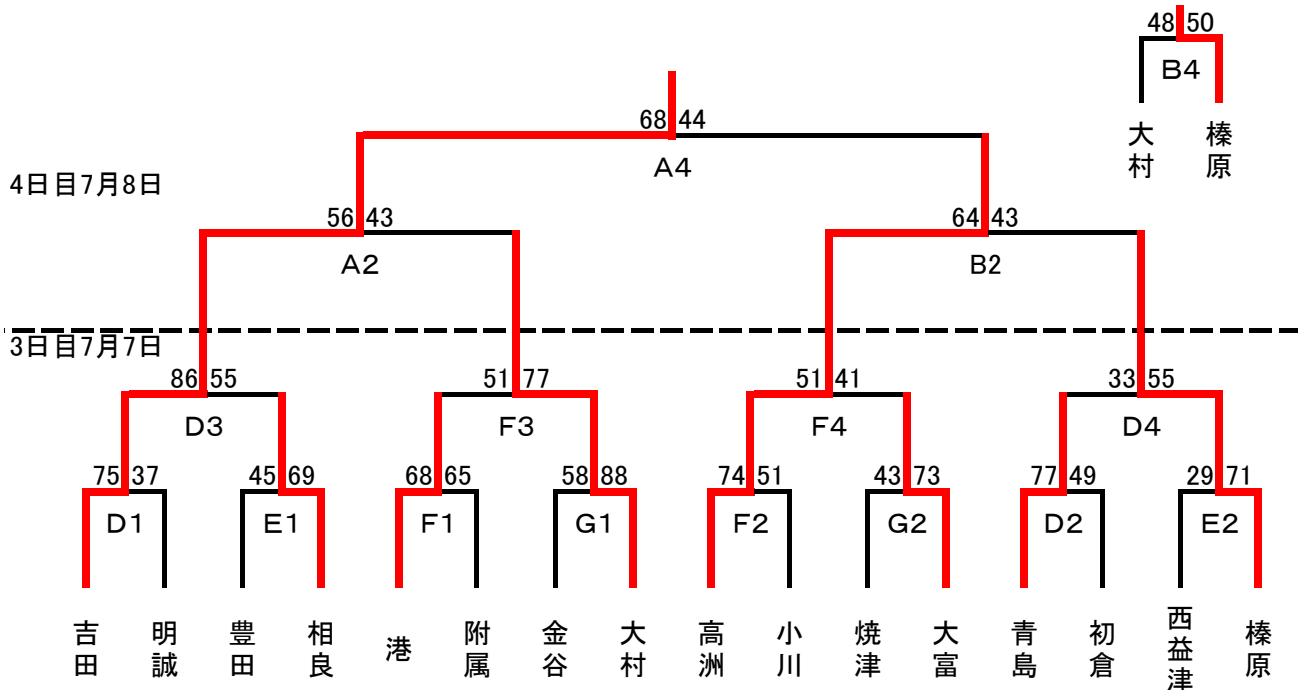 48 50
B4
大村 榛原
68 44
A4
4日目7月8日
56 43 64 43
A2 B2
3日目7月7日
86 55 51 77 51 41 33 55
D3 F3 F4 D4
75 37 45 69 68 65 58 88 74 51 43 73 77 49 29 71
D1 E1 F1 G1 F2 G2 D2 E2
吉田 明誠 豊田 相良 港 附属 金谷 大村 高洲 小川 焼津 大富 青島 初倉 西益津 榛原